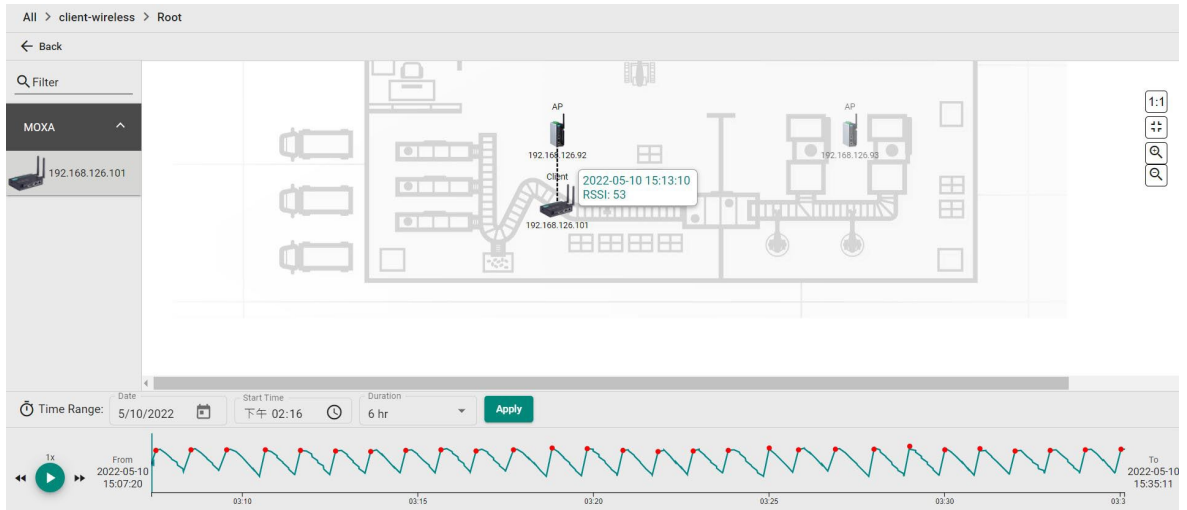 All > client-wireless > Root
Back
Filter
MOXA
192.168.126.101
AP
192.168.126.92
Client
192.168.126.101
2022-05-10 15:13:10
RSSI: 53
AP
192.168.126.93
1:1
Time Range:
Date
5/10/2022
Start Time
下午 02:16
Duration
6 hr
Apply
1x
From
2022-05-10
15:07:20
03:10
03:15
03:20
03:25
03:30
03:3
To
2022-05-10
15:35:11